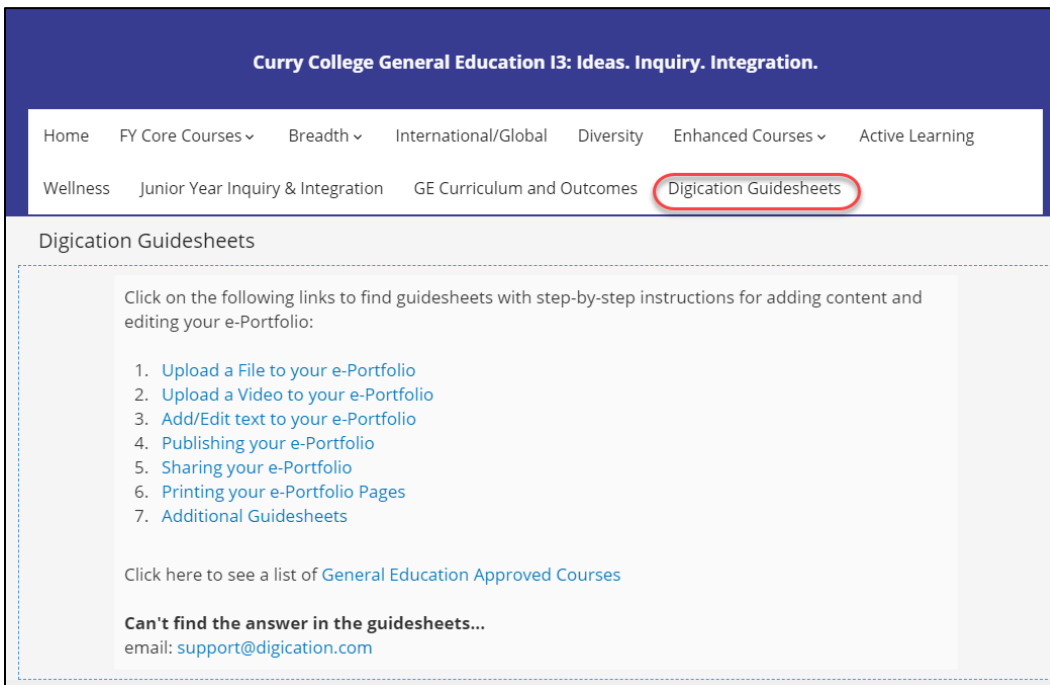 Curry College General Education I3: Ideas. Inquiry. Integration.
Home FY Core Courses Breadth International/Global Diversity Enhanced Courses Active Learning
Wellness Junior Year Inquiry & Integration GE Curriculum and Outcomes Digication Guidesheets
Digication Guidesheets
Click on the following links to find guidesheets with step-by-step instructions for adding content and
editing your e-Portfolio:
1. Upload a File to your e-Portfolio
2. Upload a Video to your e-Portfolio
3. Add/Edit text to your e-Portfolio
4. Publishing your e-Portfolio
5. Sharing your e-Portfolio
6. Printing your e-Portfolio Pages
7. Additional Guidesheets
Click here to see a list of General Education Approved Courses
Can't find the answer in the guidesheets...
email: support@digication.com